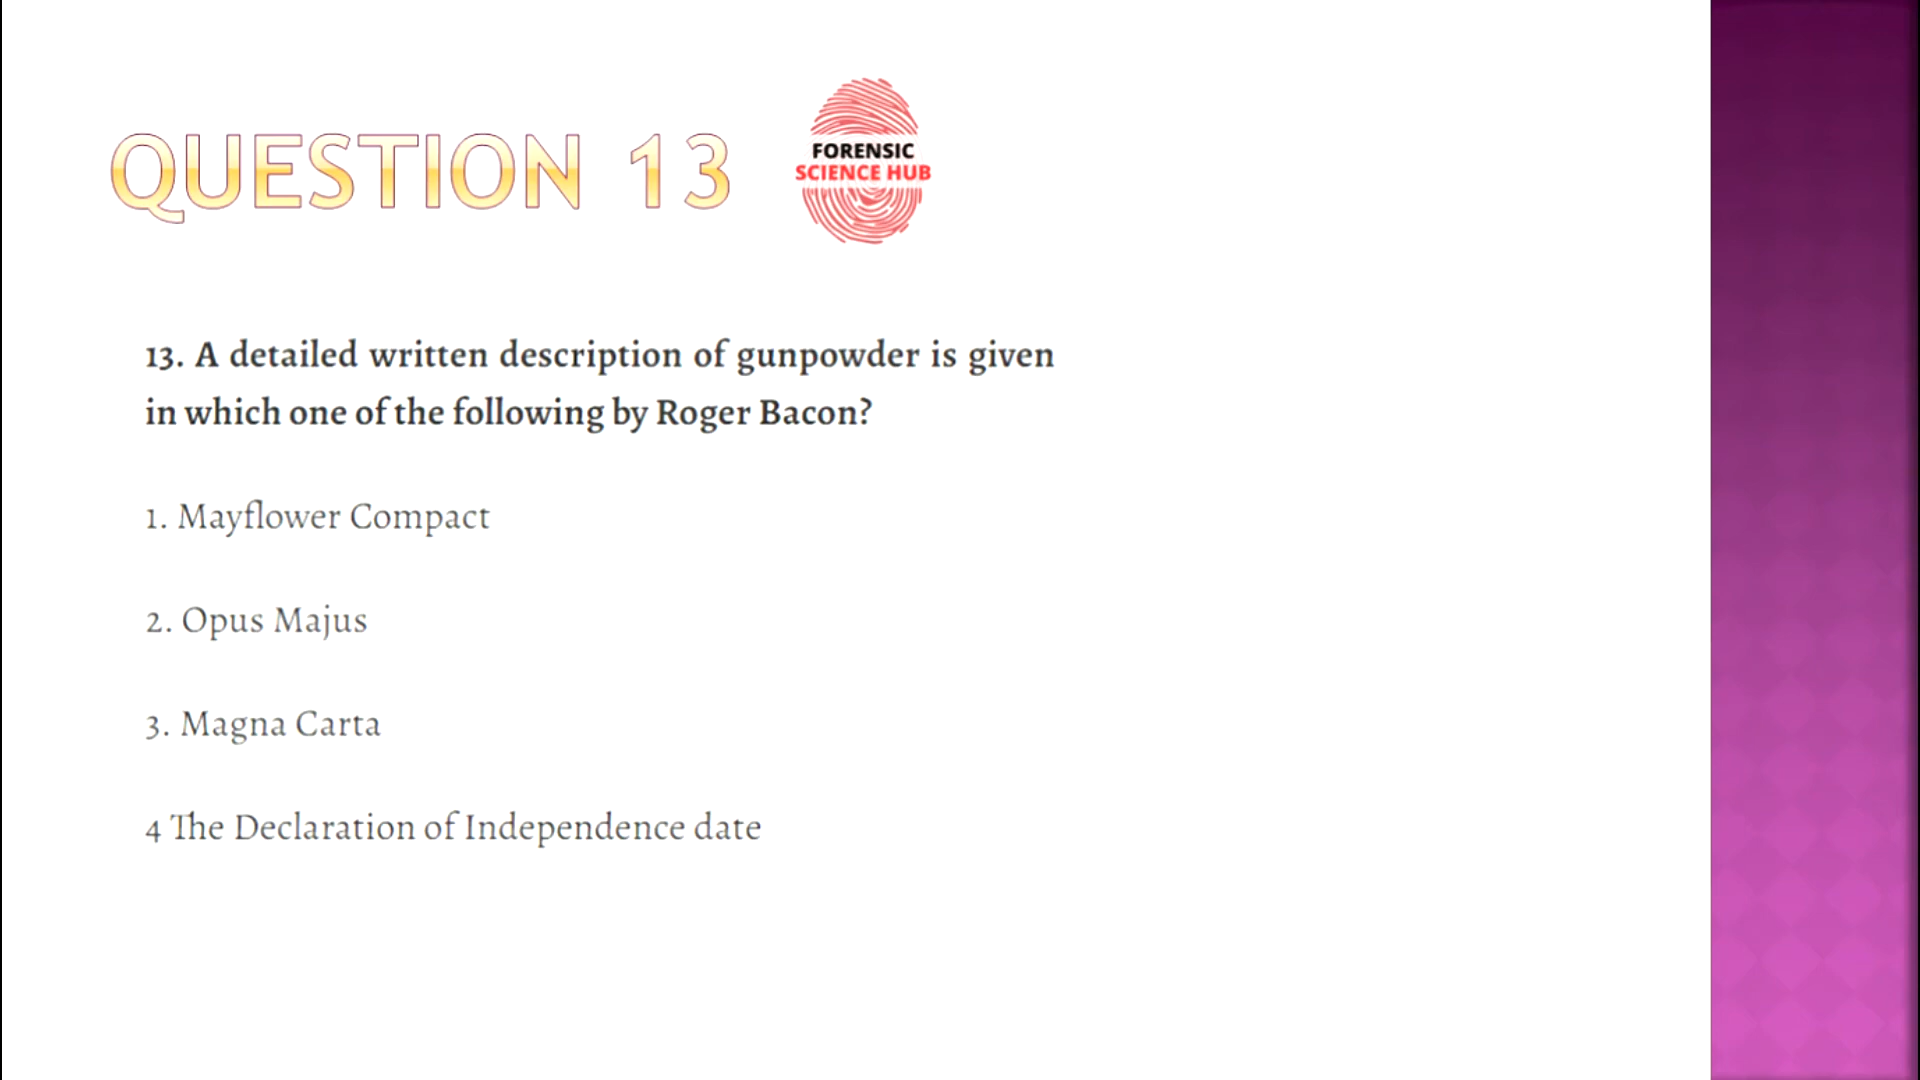 QUESTION 13
FORENSIC
SCIENCE HUB
13. A detailed written description of gunpowder is given
in which one of the following by Roger Bacon?
1. Mayflower Compact
2. Opus Majus
3. Magna Carta
4 The Declaration of Independence date